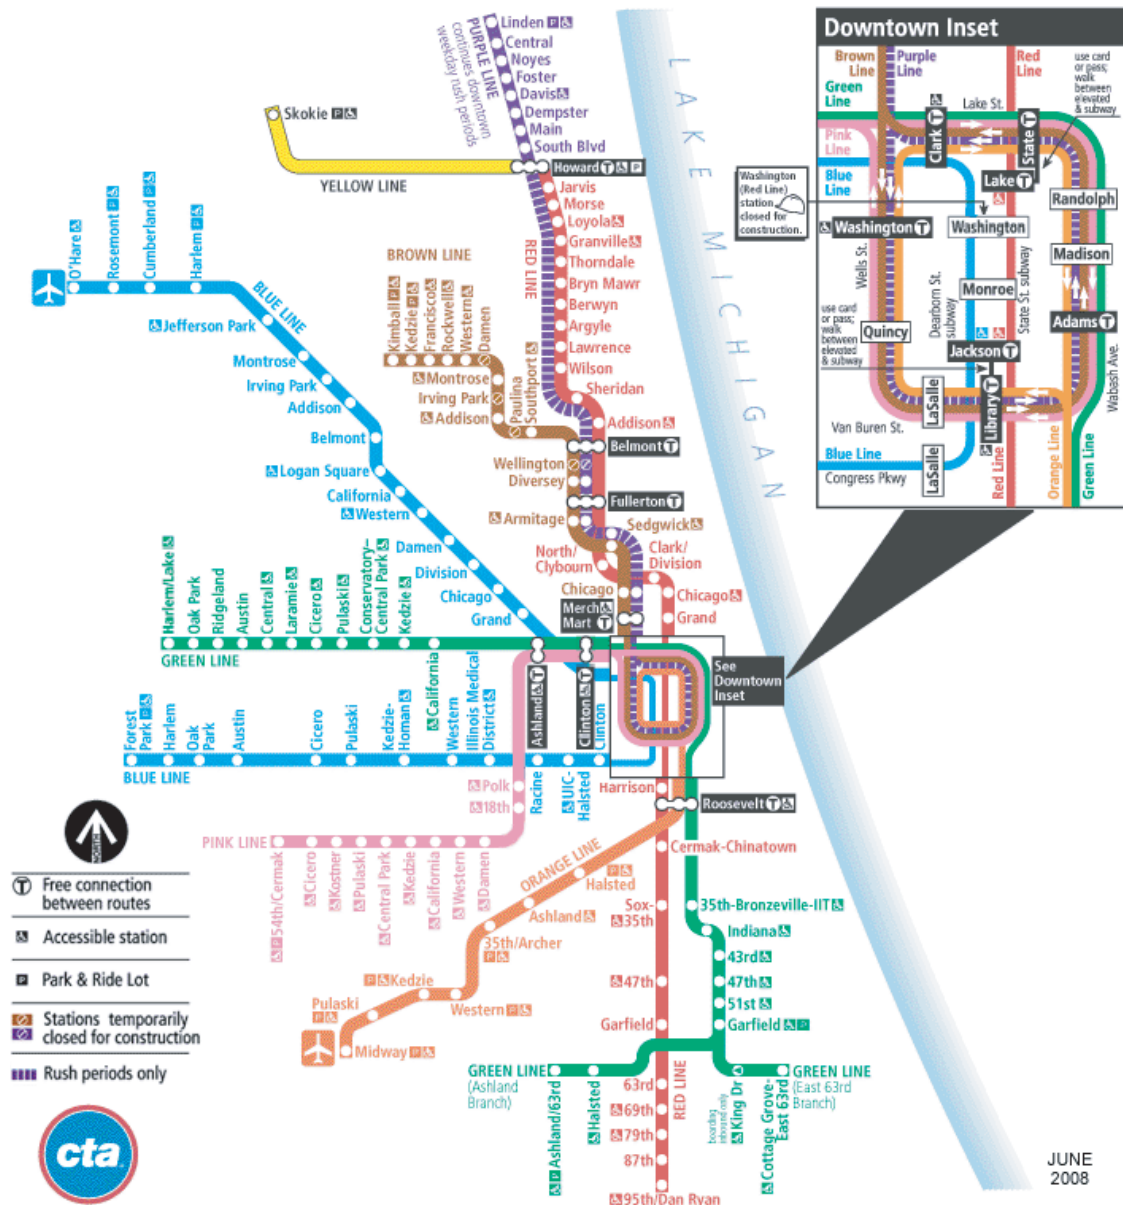 Linden
Central
Noyes
Foster
Davis
Dempster
Main
South Blvd
PURPLE LINE
continues downtown
weekday rush periods
Howard T
Skokie
YELLOW LINE
Jarvis
Morse
Loyola
Granville
Thorndale
Bryn Mawr
Berwyn
Argyle
Lawrence
Wilson
Sheridan
Addison
RED LINE
Belmont T
Fullerton T
LAKE MICHIGAN
BROWN LINE
Kimball
Kedzie
Francisco
Rockwell
Western
Damen
Montrose
Irving Park
Addison
Paulina
Southport
Wellington
Diversey
Armitage
Sedgwick
North/
Clybourn
Clark/
Division
Chicago
Chicago
Merch
Mart T
Grand
O'Hare
Rosemont
Cumberland
Harlem
BLUE LINE
Jefferson Park
Montrose
Irving Park
Addison
Belmont
Logan Square
California
Western
Damen
Division
Chicago
Grand
Harlem/Lake
Oak Park
Ridgeland
Austin
Central
Laramie
Cicero
Pulaski
Conservatory–
Central Park
Kedzie
California
GREEN LINE
Ashland T
Clinton T
See
Downtown
Inset
Forest
Park
Harlem
Oak
Park
Austin
Cicero
Pulaski
Kedzie-
Homan
Western
Illinois Medical
District
Racine
UIC-
Halsted
Clinton
BLUE LINE
Polk
18th
PINK LINE
54th/Cermak
Cicero
Kostner
Pulaski
Central Park
Kedzie
California
Western
Damen
Harrison
Roosevelt T
ORANGE LINE
Halsted
Ashland
35th/Archer
Kedzie
Western
Pulaski
Midway
Cermak-Chinatown
Sox-
35th
47th
Garfield
63rd
69th
79th
87th
95th/Dan Ryan
RED LINE
35th-Bronzeville-IIT
Indiana
43rd
47th
51st
Garfield
GREEN LINE
(Ashland
Branch)
Ashland/63rd
Halsted
boarding
inbound only
King Dr
Cottage Grove-
East 63rd
GREEN LINE
(East 63rd
Branch)
NORTH
T Free connection
between routes
Accessible station
P Park & Ride Lot
Stations temporarily
closed for construction
Rush periods only
cta
JUNE
2008
Downtown Inset
Brown
Line
Purple
Line
Red
Line
use card
or pass;
walk
between
elevated
& subway
Green
Line
Lake St.
Pink
Line
Blue
Line
Clark T
State T
Lake T
Washington
(Red Line)
station
closed for
construction.
Washington T
Washington
Randolph
Madison
Wells St.
Dearborn St.
subway
Monroe
State St. subway
use card
or pass;
walk
between
elevated
& subway
Quincy
Jackson T
Adams T
Wabash Ave.
LaSalle
Library T
Van Buren St.
Blue Line
Congress Pkwy
LaSalle
Red Line
Orange Line
Green Line